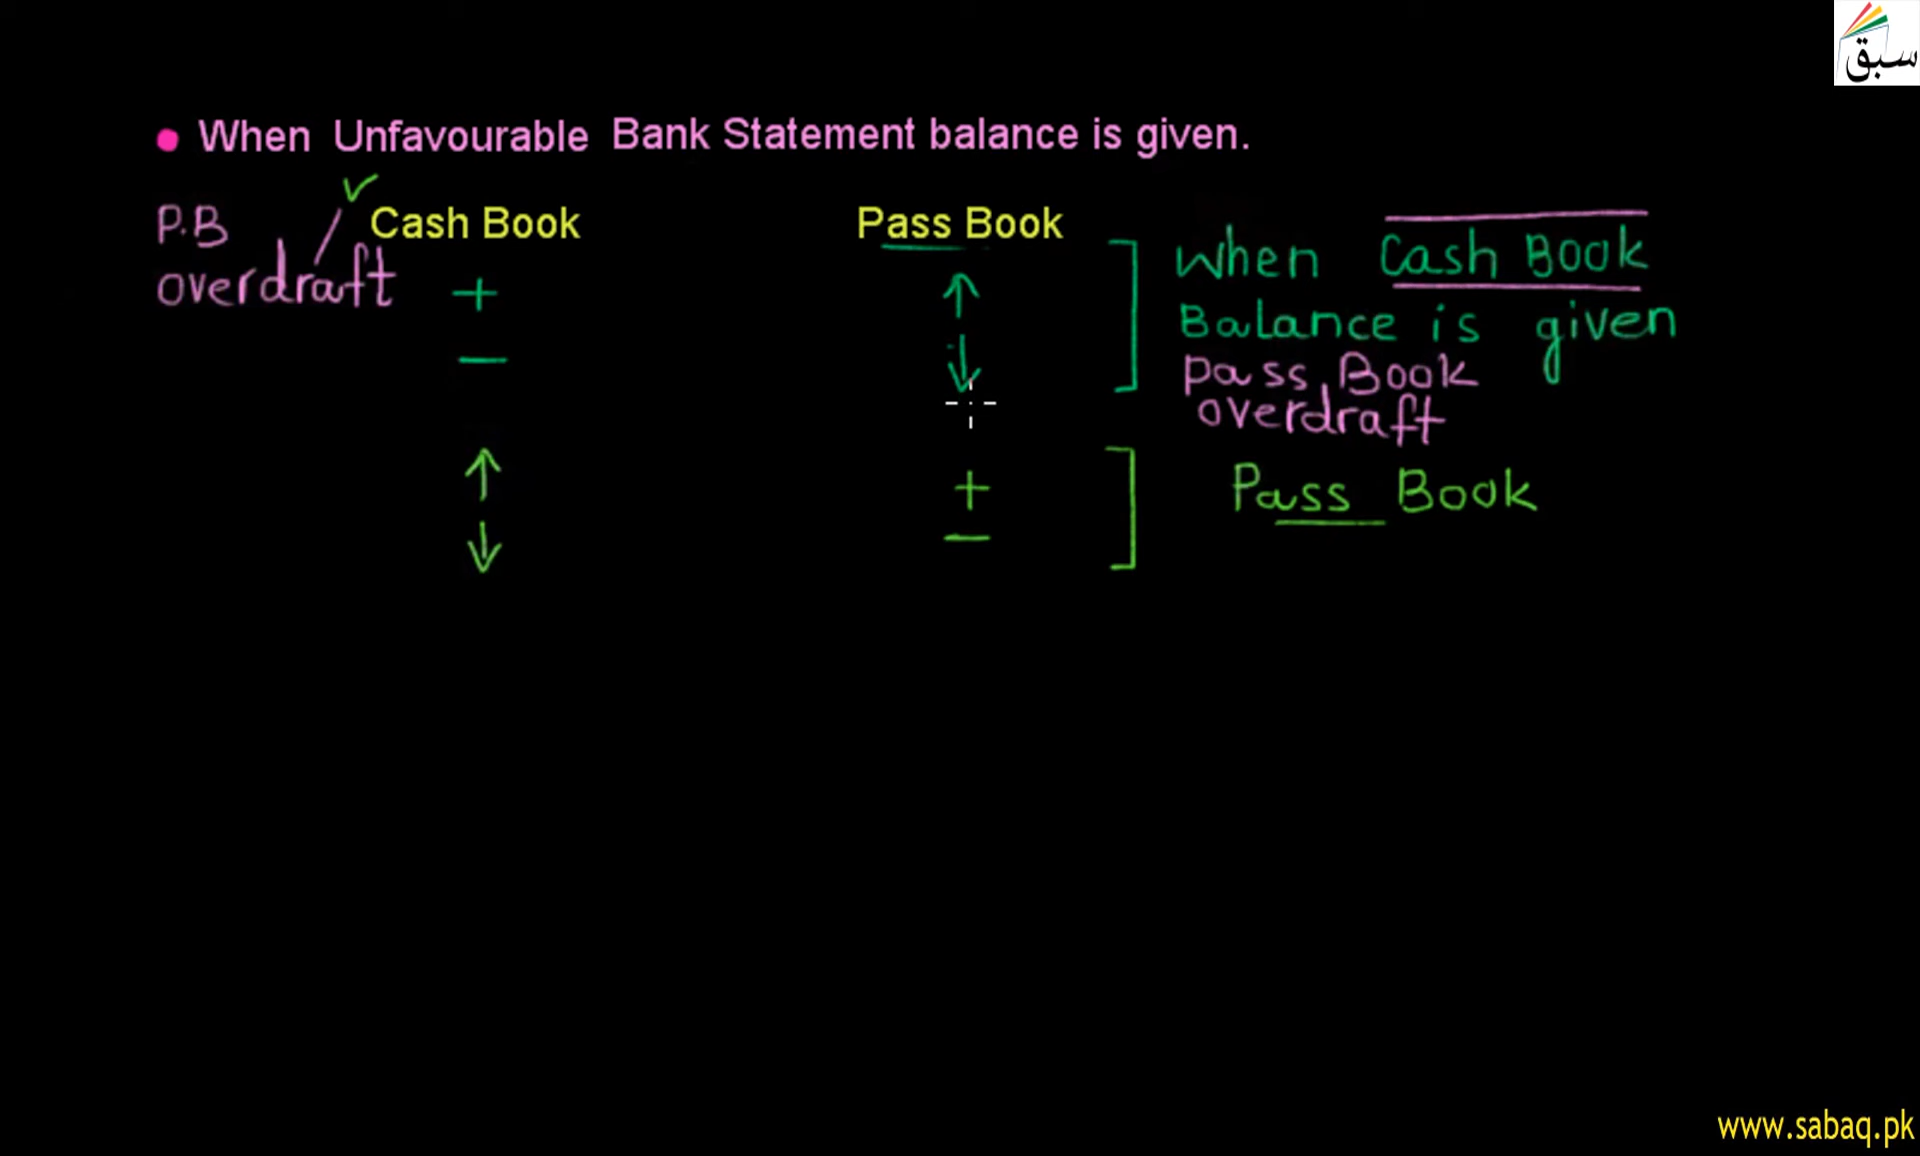 سبق
• When Unfavourable Bank Statement balance is given.
P.B / ✓ Cash Book Pass Book
overdraft
+ ↑
– ↓
When Cash Book
Balance is given
Pass Book
overdraft
↑ +
↓ –
Pass Book
www.sabaq.pk